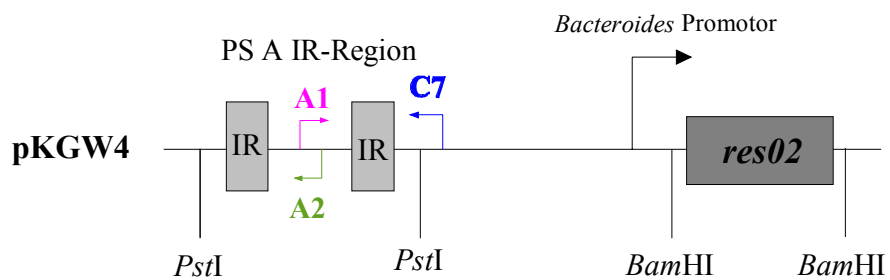 Bacteroides Promotor
PS A IR-Region
A1
C7
pKGW4
IR
IR
res02
A2
PstI
PstI
BamHI
BamHI